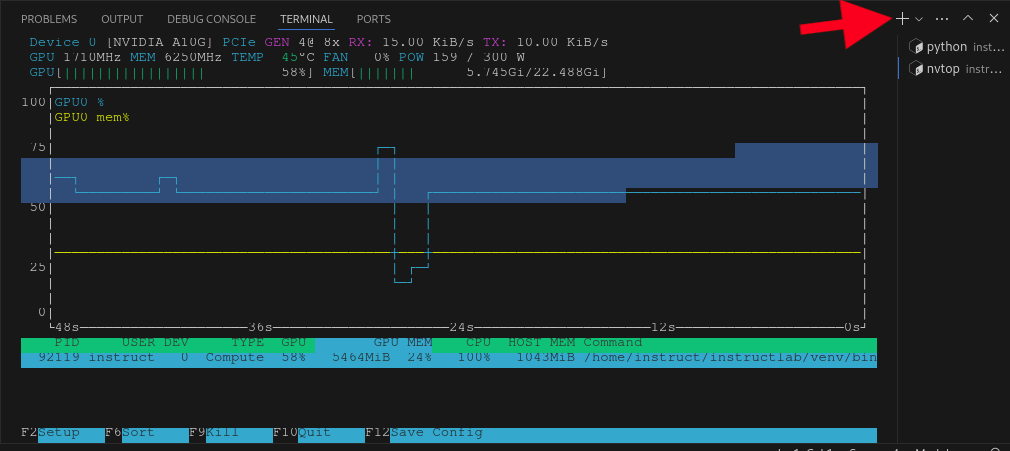 PROBLEMS OUTPUT DEBUG CONSOLE TERMINAL PORTS
Device 0 [NVIDIA A10G] PCIe GEN 4@ 8x RX: 15.00 KiB/s TX: 10.00 KiB/s
GPU 1710MHz MEM 6250MHz TEMP 45°C FAN 0% POW 159 / 300 W
GPU[||||||||||||||||| 58%] MEM[||||||| 5.745Gi/22.488Gi]
python inst...
nvtop instr...
100
GPU0 %
GPU0 mem%
75
50
25
0
48s 36s 24s 12s 0s
PID USER DEV TYPE GPU GPU MEM CPU HOST MEM Command
92119 instruct 0 Compute 58% 5464MiB 24% 100% 1043MiB /home/instruct/instructlab/venv/bin
F2Setup F6Sort F9Kill F10Quit F12Save Config